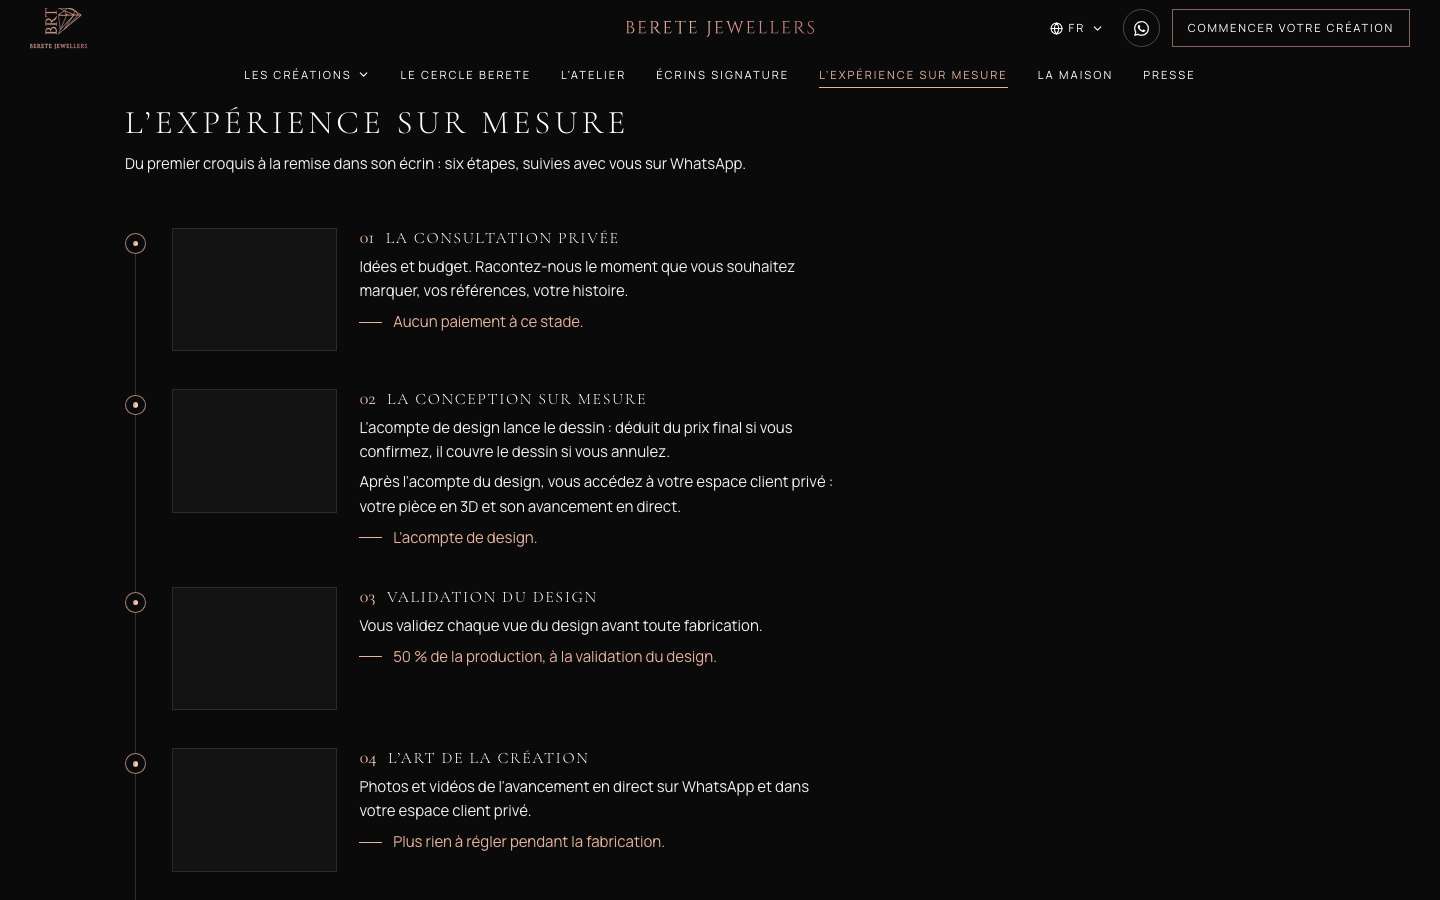 BRT
BERETE JEWELLERS
BERETE JEWELLERS
FR
COMMENCER VOTRE CRÉATION
LES CRÉATIONS
LE CERCLE BERETE
L'ATELIER
ÉCRINS SIGNATURE
L'EXPÉRIENCE SUR MESURE
LA MAISON
PRESSE
L'EXPÉRIENCE SUR MESURE
Du premier croquis à la remise dans son écrin : six étapes, suivies avec vous sur WhatsApp.
01 LA CONSULTATION PRIVÉE
Idées et budget. Racontez-nous le moment que vous souhaitez
marquer, vos références, votre histoire.
Aucun paiement à ce stade.
02 LA CONCEPTION SUR MESURE
L'acompte de design lance le dessin : déduit du prix final si vous
confirmez, il couvre le dessin si vous annulez.
Après l'acompte du design, vous accédez à votre espace client privé :
votre pièce en 3D et son avancement en direct.
L'acompte de design.
03 VALIDATION DU DESIGN
Vous validez chaque vue du design avant toute fabrication.
50 % de la production, à la validation du design.
04 L'ART DE LA CRÉATION
Photos et vidéos de l'avancement en direct sur WhatsApp et dans
votre espace client privé.
Plus rien à régler pendant la fabrication.